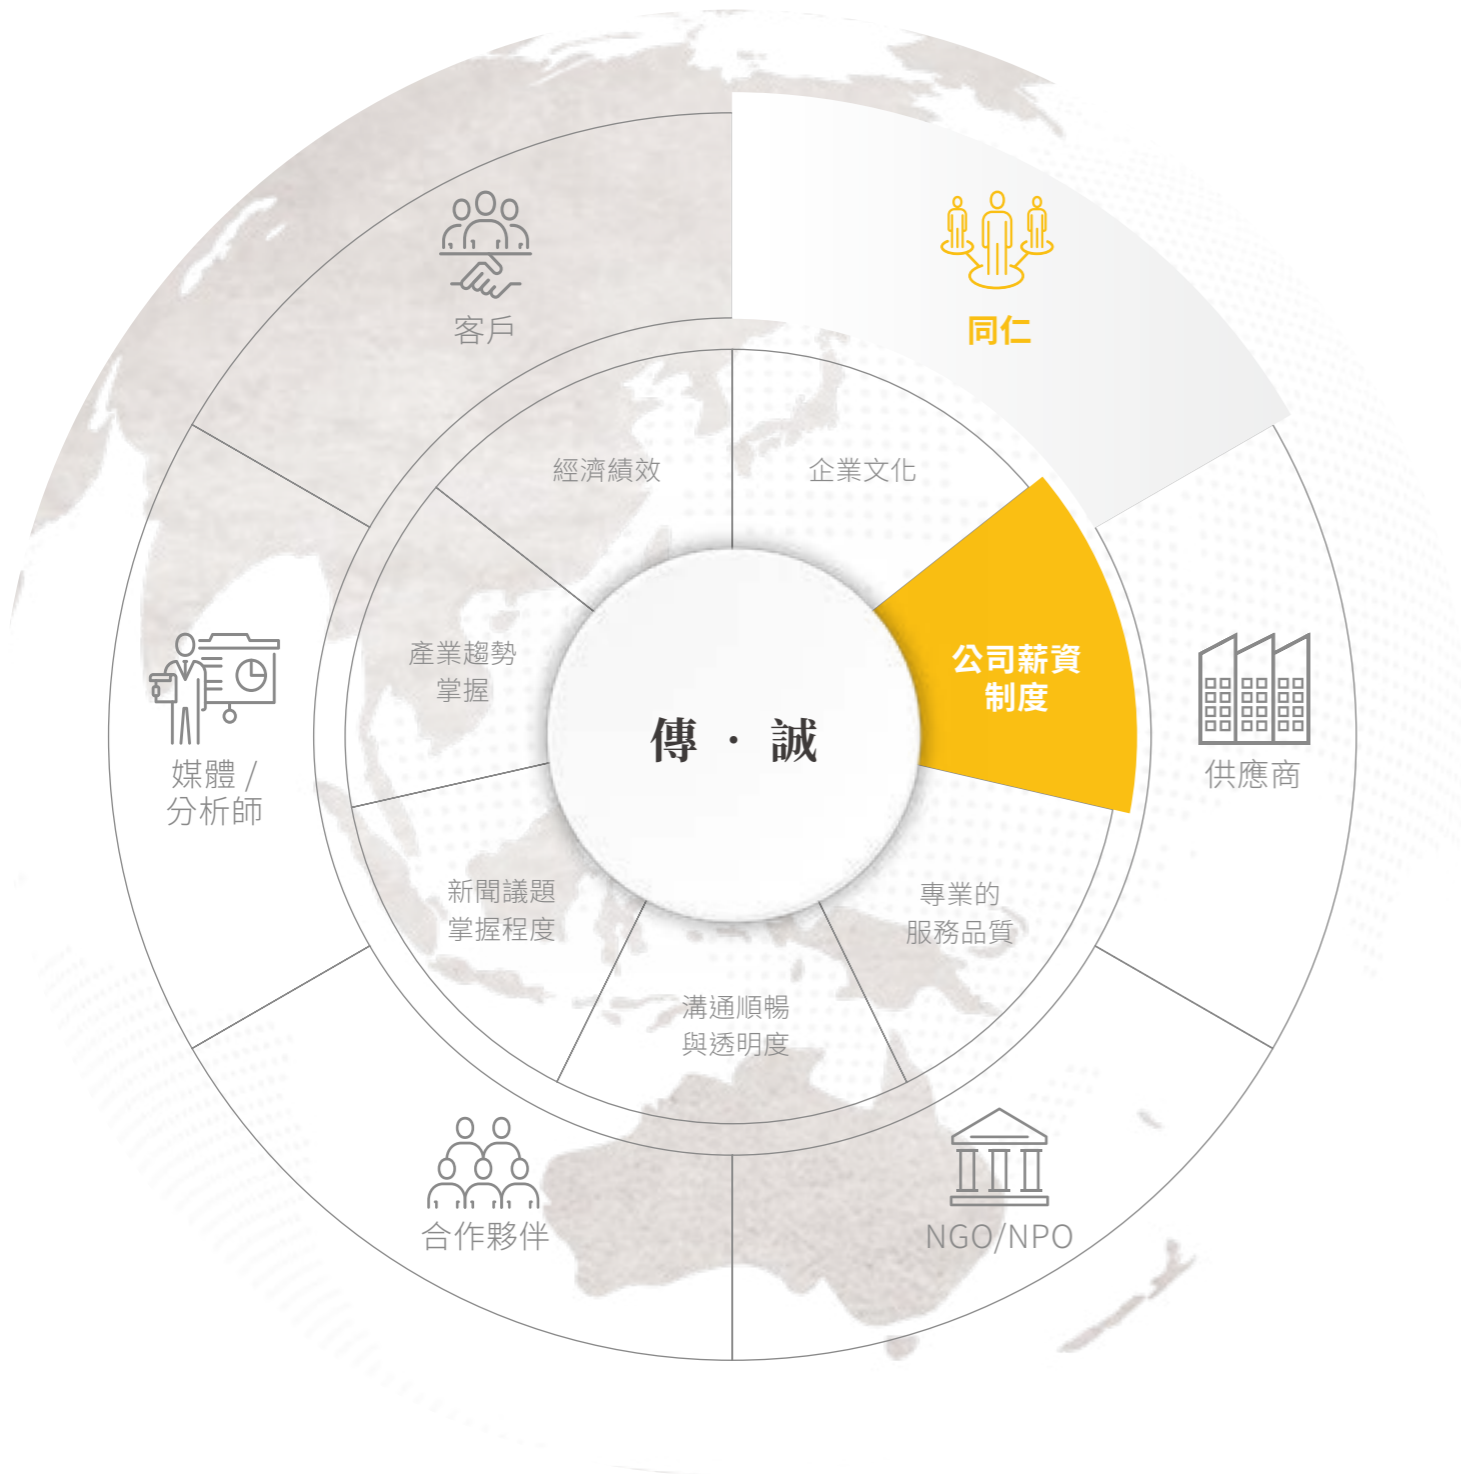 客戶
同仁
經濟績效
企業文化
產業趨勢
掌握
公司薪資
制度
傳·誠
媒體 /
分析師
供應商
新聞議題
掌握程度
專業的
服務品質
溝通順暢
與透明度
合作夥伴
NGO/NPO